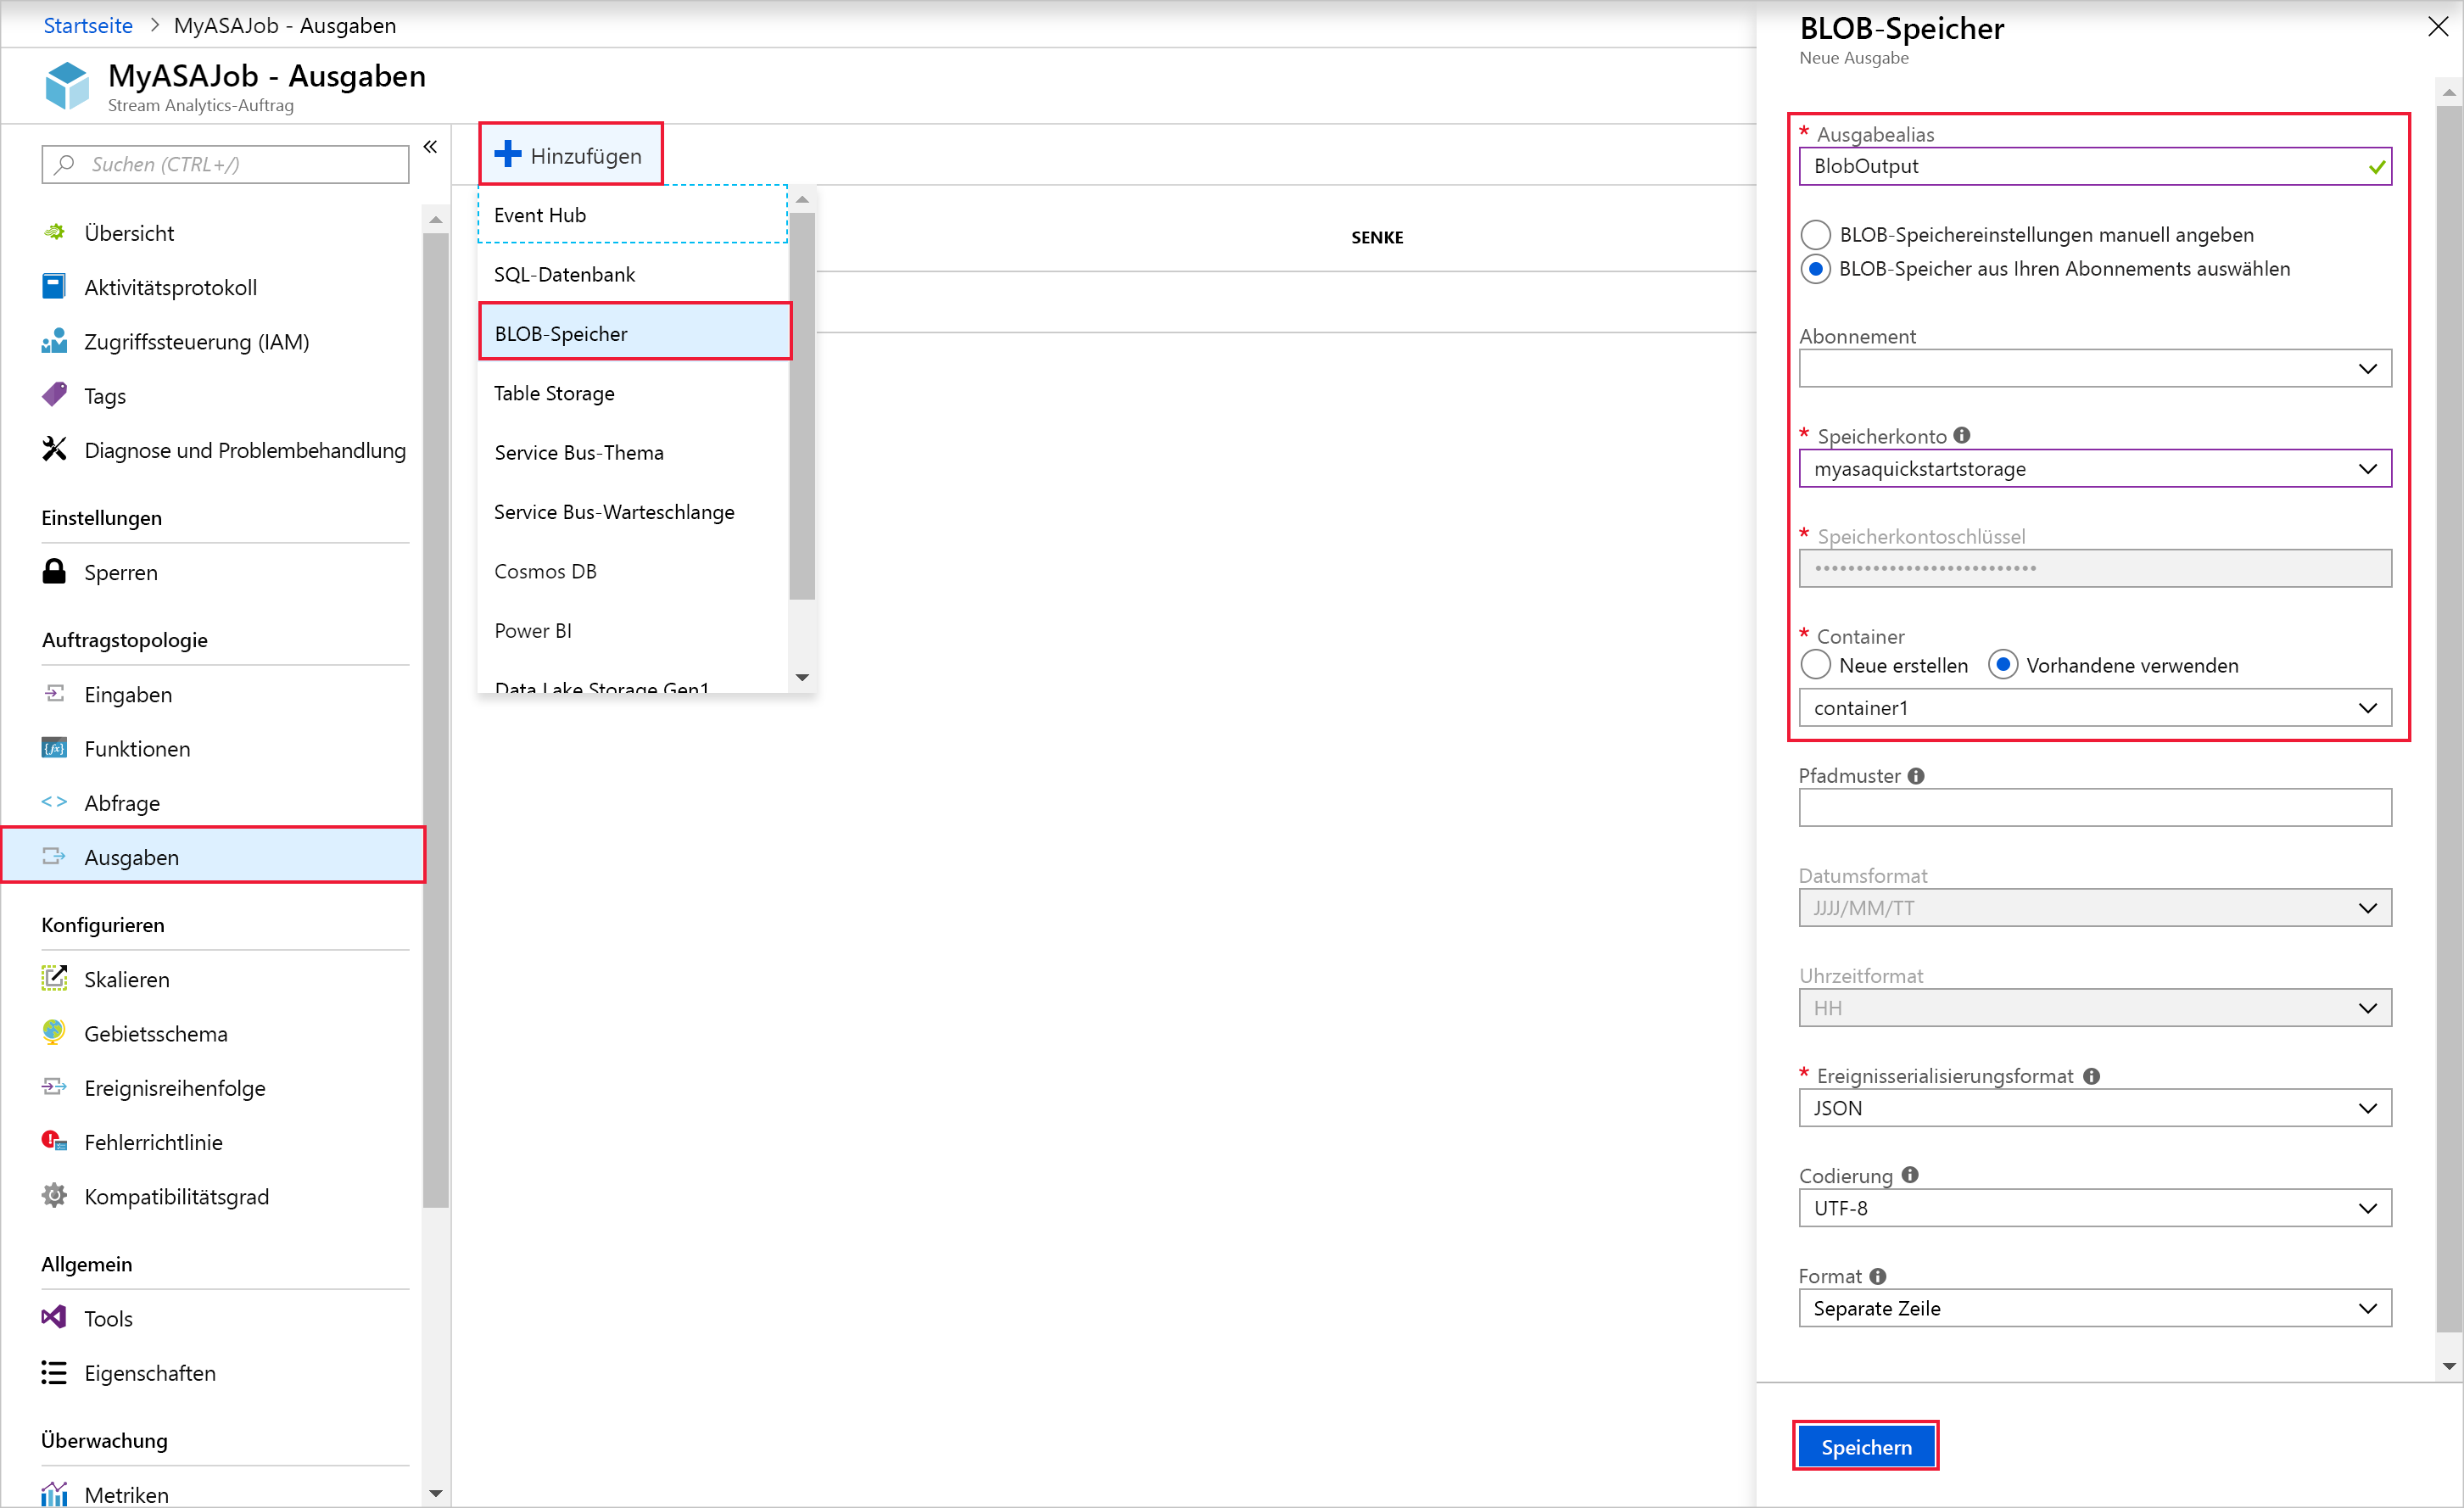 Startseite > MyASAJob - Ausgaben
MyASAJob - Ausgaben
Stream Analytics-Auftrag
Suchen (CTRL+/)
«
Übersicht
Aktivitätsprotokoll
Zugriffssteuerung (IAM)
Tags
Diagnose und Problembehandlung
Einstellungen
Sperren
Auftragstopologie
Eingaben
Funktionen
Abfrage
Ausgaben
Konfigurieren
Skalieren
Gebietsschema
Ereignisreihenfolge
Fehlerrichtlinie
Kompatibilitätsgrad
Allgemein
Tools
Eigenschaften
Überwachung
Metriken
Hinzufügen
Event Hub
SQL-Datenbank
BLOB-Speicher
Table Storage
Service Bus-Thema
Service Bus-Warteschlange
Cosmos DB
Power BI
Data Lake Storage Gen1
SENKE
BLOB-Speicher
Neue Ausgabe
* Ausgabealias
BlobOutput
BLOB-Speichereinstellungen manuell angeben
BLOB-Speicher aus Ihren Abonnements auswählen
Abonnement
* Speicherkonto
myasaquickstartstorage
* Speicherkontoschlüssel
•••••••••••••••••••••••••••
* Container
Neue erstellen Vorhandene verwenden
container1
Pfadmuster
Datumsformat
JJJJ/MM/TT
Uhrzeitformat
HH
* Ereignisserialisierungsformat
JSON
Codierung
UTF-8
Format
Separate Zeile
Speichern